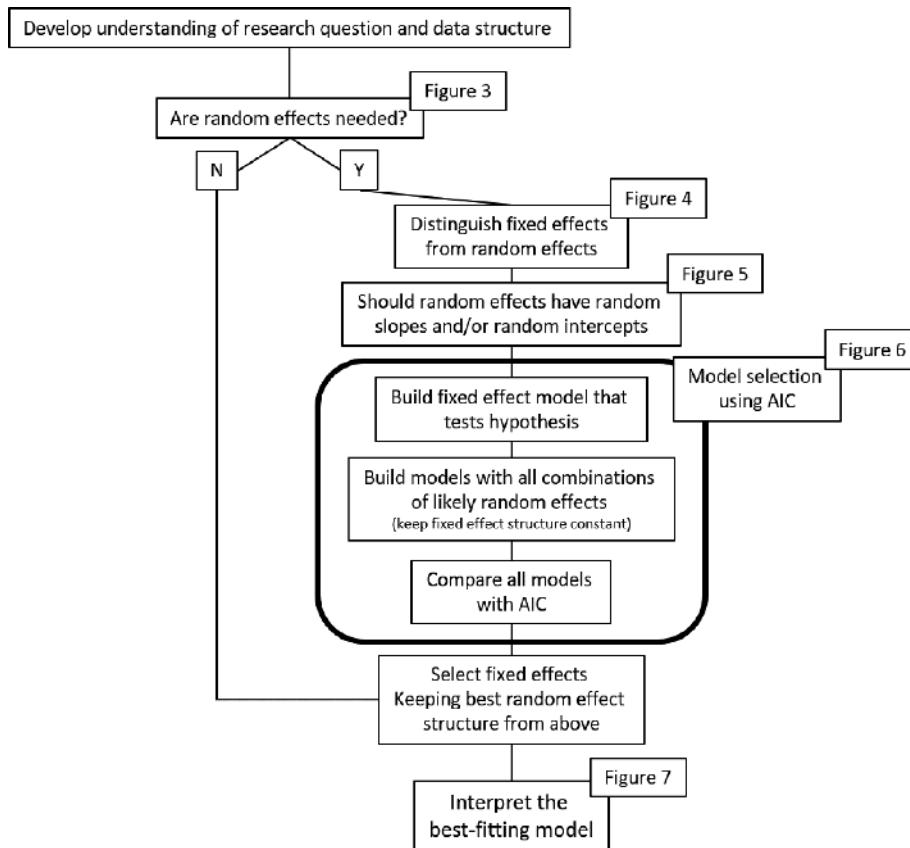 Develop understanding of research question and data structure
Figure 3
Are random effects needed?
N
Y
Figure 4
Distinguish fixed effects
from random effects
Figure 5
Should random effects have random
slopes and/or random intercepts
Figure 6
Model selection
using AIC
Build fixed effect model that
tests hypothesis
Build models with all combinations
of likely random effects
(keep fixed effect structure constant)
Compare all models
with AIC
Select fixed effects
Keeping best random effect
structure from above
Figure 7
Interpret the
best-fitting model